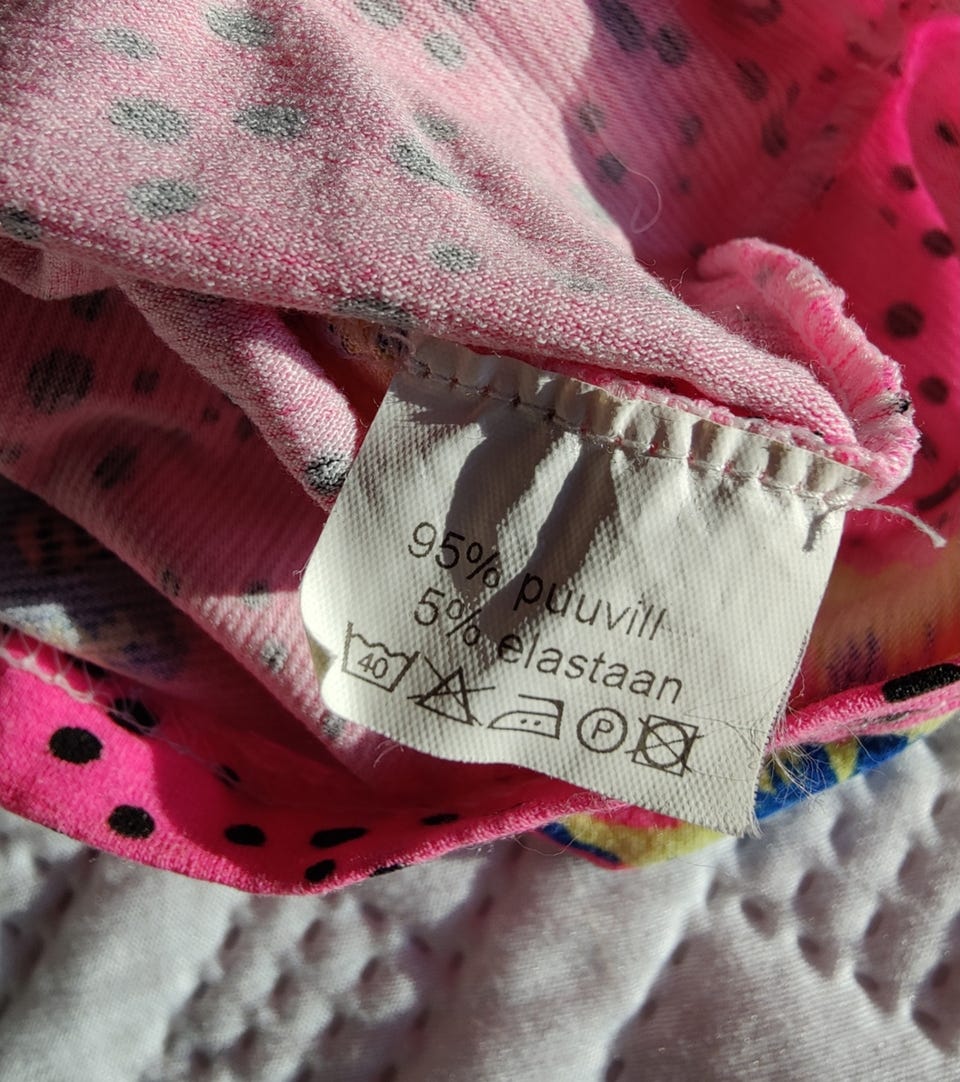 95% puuvill
5% elastaan
40 P